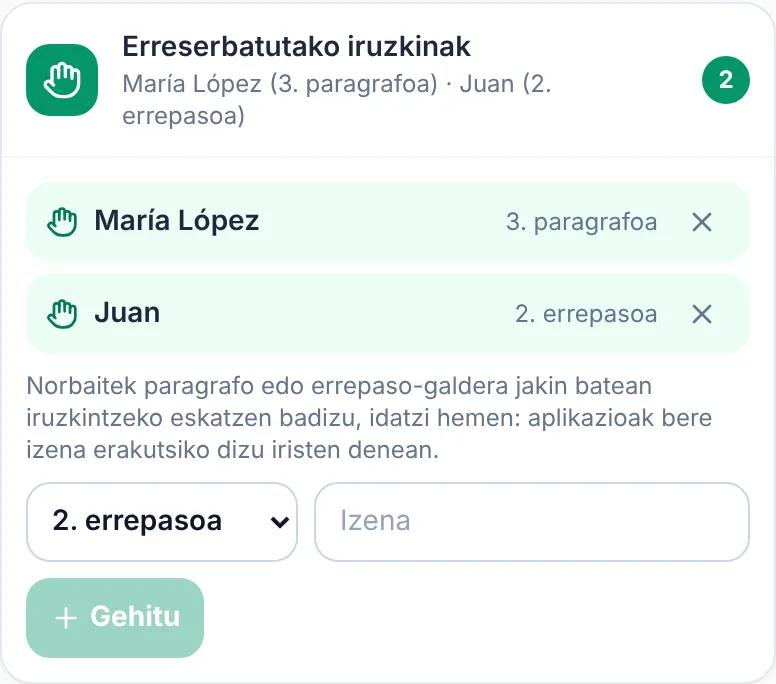 Erreserbatutako iruzkinak
María López (3. paragrafoa) · Juan (2.
errepasoa)
2
María López 3. paragrafoa
Juan 2. errepasoa
Norbaitek paragrafo edo errepaso-galdera jakin batean
iruzkintzeko eskatzen badizu, idatzi hemen: aplikazioak bere
izena erakutsiko dizu iristen denean.
2. errepasoa
Izena
+ Gehitu